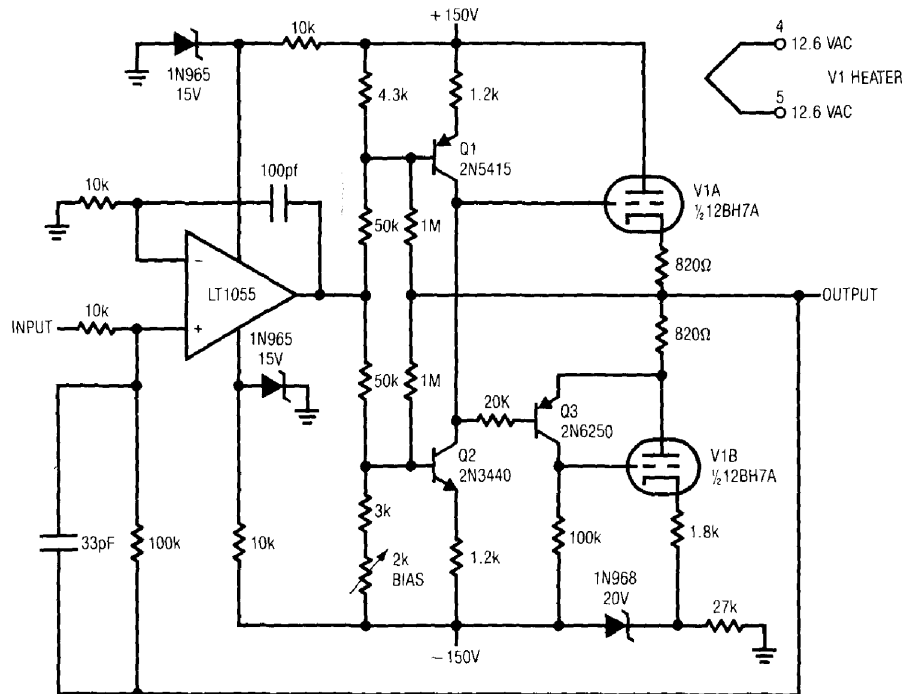 +150V
10k
1N965
15V
4
12.6 VAC
V1 HEATER
5
12.6 VAC
4.3k
1.2k
Q1
2N5415
100pf
10k
V1A
½12BH7A
50k
1M
820Ω
−
LT1055
+
OUTPUT
10k
INPUT
1N965
15V
820Ω
50k
1M
20K
Q3
2N6250
Q2
2N3440
V1B
½12BH7A
3k
33pF
100k
10k
2k
BIAS
1.2k
100k
1.8k
1N968
20V
27k
−150V